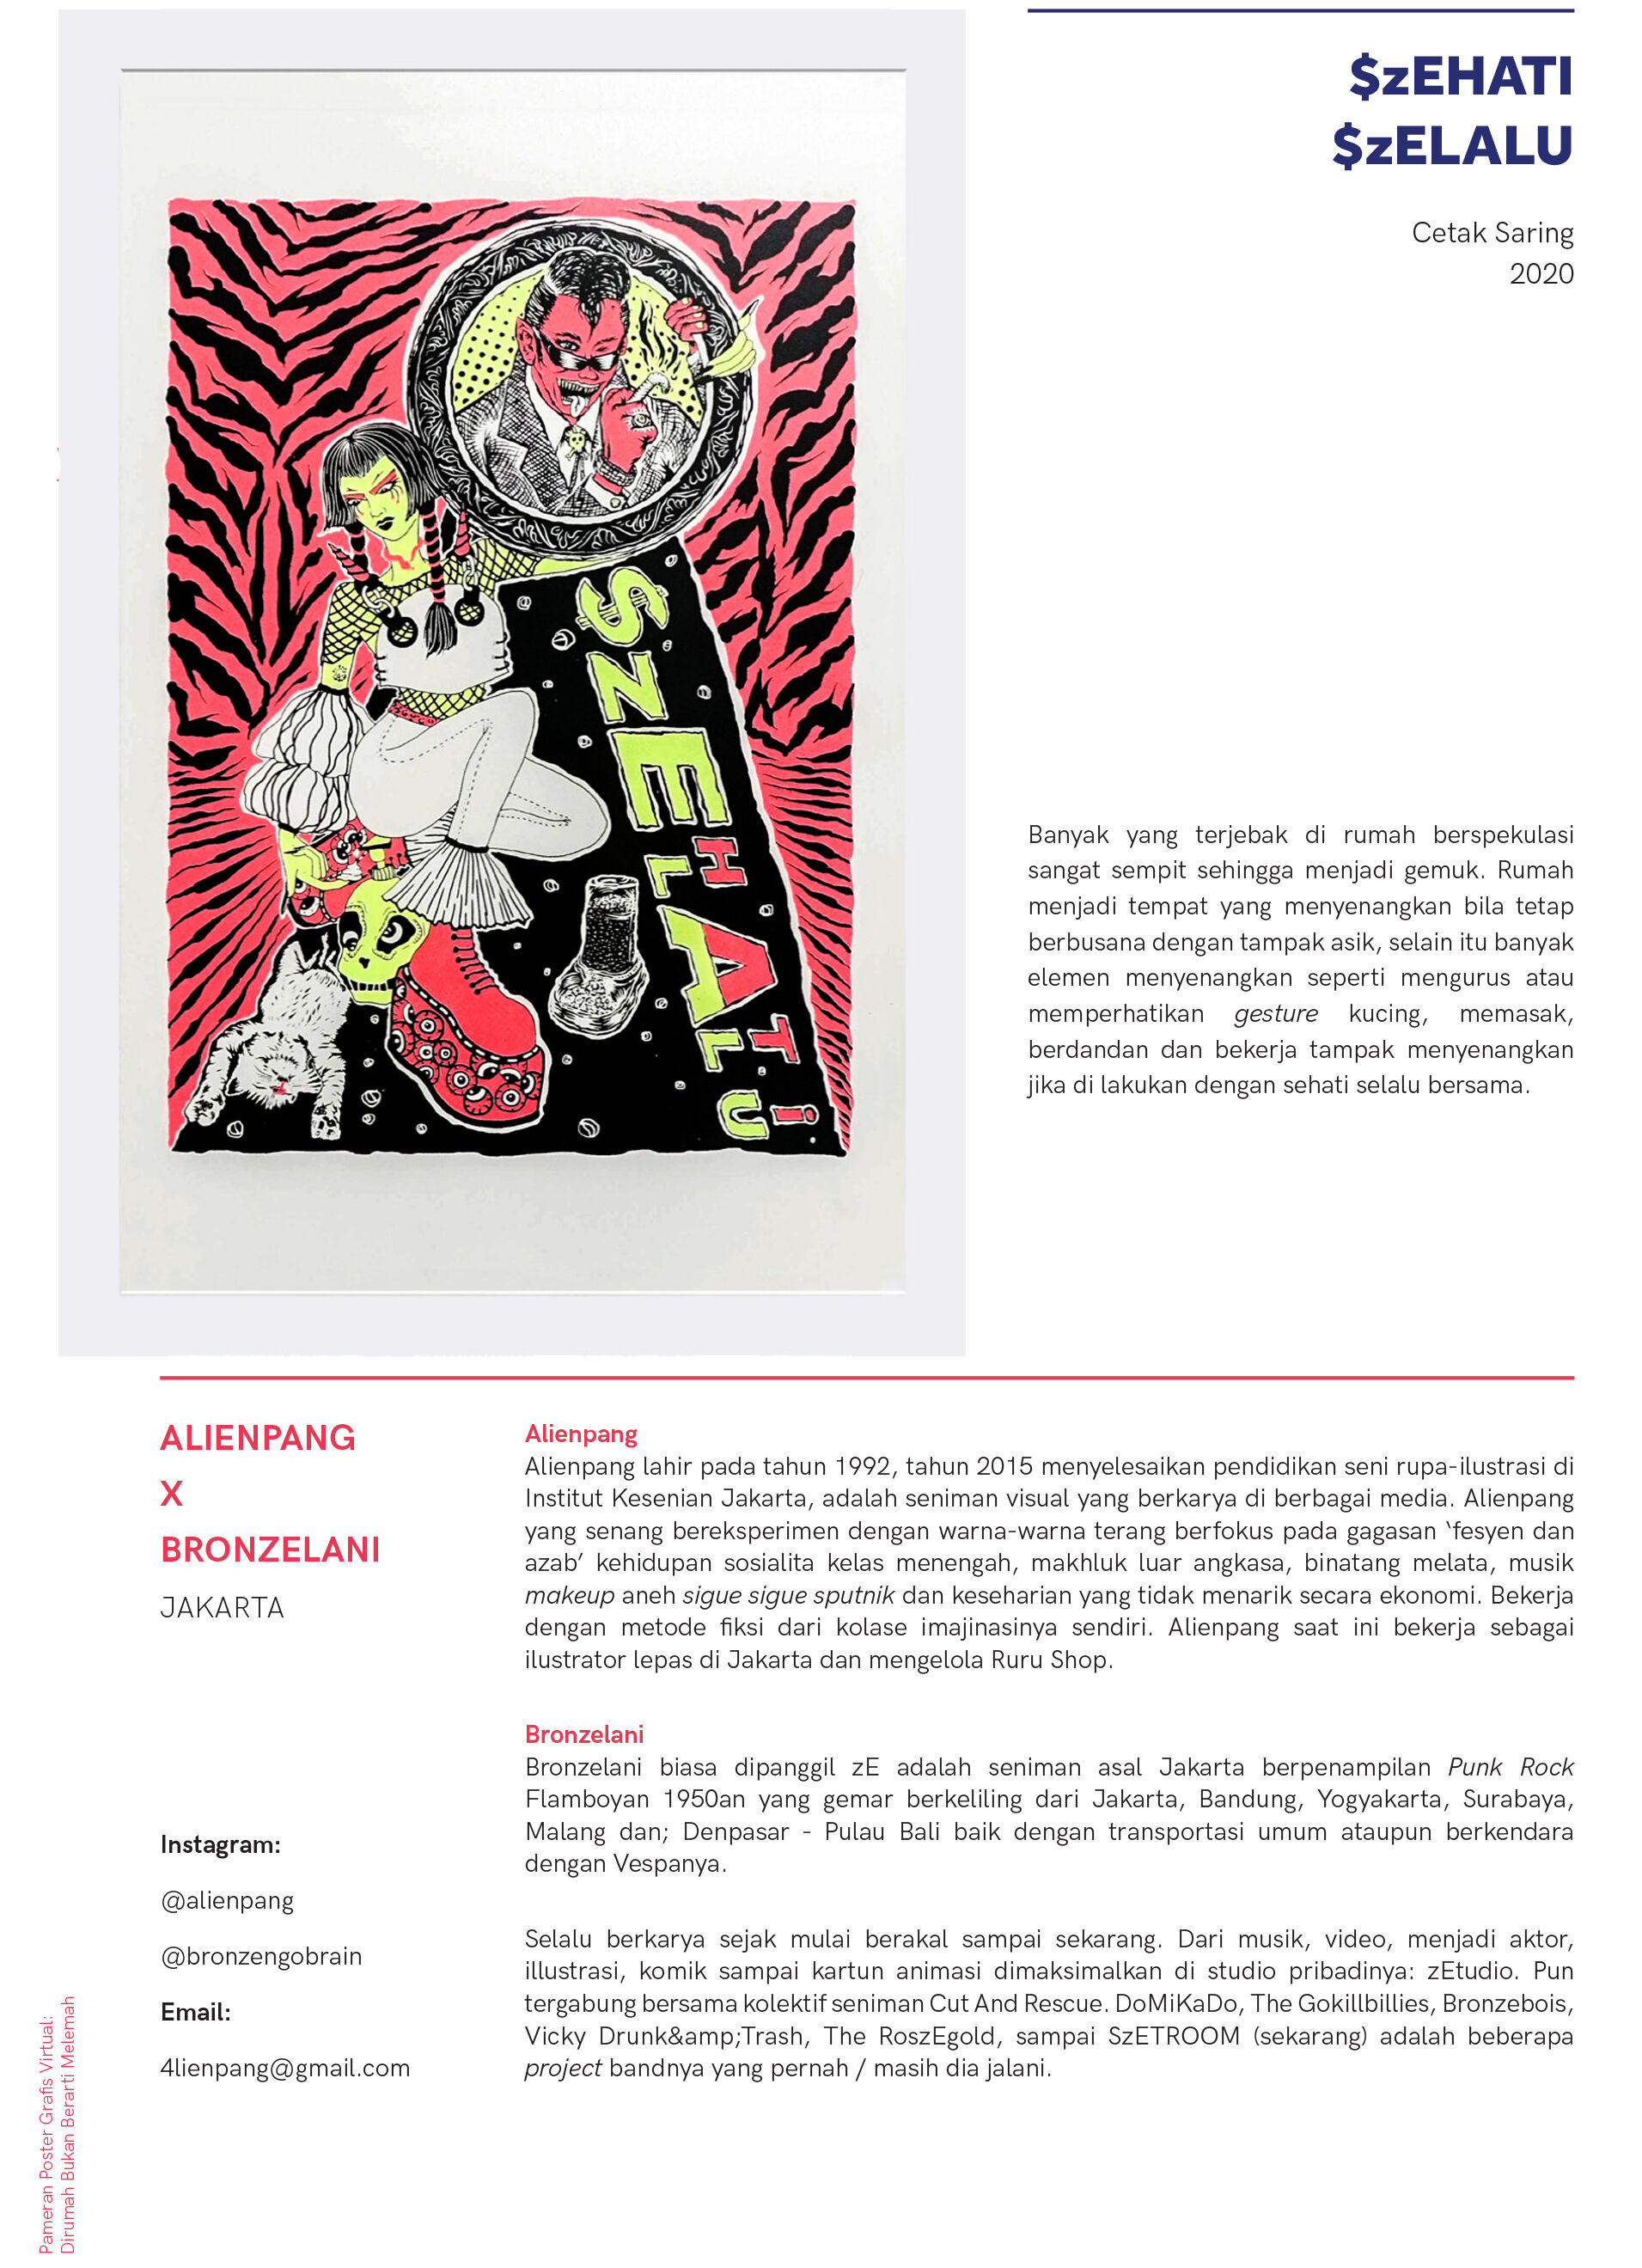 $zEHATI
$zELALU
Cetak Saring
2020
$ZELALU
HATi
Banyak yang terjebak di rumah berspekulasi
sangat sempit sehingga menjadi gemuk. Rumah
menjadi tempat yang menyenangkan bila tetap
berbusana dengan tampak asik, selain itu banyak
elemen menyenangkan seperti mengurus atau
memperhatikan gesture kucing, memasak,
berdandan dan bekerja tampak menyenangkan
jika di lakukan dengan sehati selalu bersama.
ALIENPANG
X
BRONZELANI
JAKARTA
Instagram:
@alienpang
@bronzengobrain
Email:
4lienpang@gmail.com
Alienpang
Alienpang lahir pada tahun 1992, tahun 2015 menyelesaikan pendidikan seni rupa-ilustrasi di
Institut Kesenian Jakarta, adalah seniman visual yang berkarya di berbagai media. Alienpang
yang senang bereksperimen dengan warna-warna terang berfokus pada gagasan ‘fesyen dan
azab’ kehidupan sosialita kelas menengah, makhluk luar angkasa, binatang melata, musik
makeup aneh sigue sigue sputnik dan keseharian yang tidak menarik secara ekonomi. Bekerja
dengan metode fiksi dari kolase imajinasinya sendiri. Alienpang saat ini bekerja sebagai
ilustrator lepas di Jakarta dan mengelola Ruru Shop.
Bronzelani
Bronzelani biasa dipanggil zE adalah seniman asal Jakarta berpenampilan Punk Rock
Flamboyan 1950an yang gemar berkeliling dari Jakarta, Bandung, Yogyakarta, Surabaya,
Malang dan; Denpasar - Pulau Bali baik dengan transportasi umum ataupun berkendara
dengan Vespanya.
Selalu berkarya sejak mulai berakal sampai sekarang. Dari musik, video, menjadi aktor,
illustrasi, komik sampai kartun animasi dimaksimalkan di studio pribadinya: zEtudio. Pun
tergabung bersama kolektif seniman Cut And Rescue. DoMiKaDo, The Gokillbillies, Bronzebois,
Vicky Drunk&amp;Trash, The RoszEgold, sampai SzETROOM (sekarang) adalah beberapa
project bandnya yang pernah / masih dia jalani.
Pameran Poster Grafis Virtual:
Dirumah Bukan Berarti Melemah